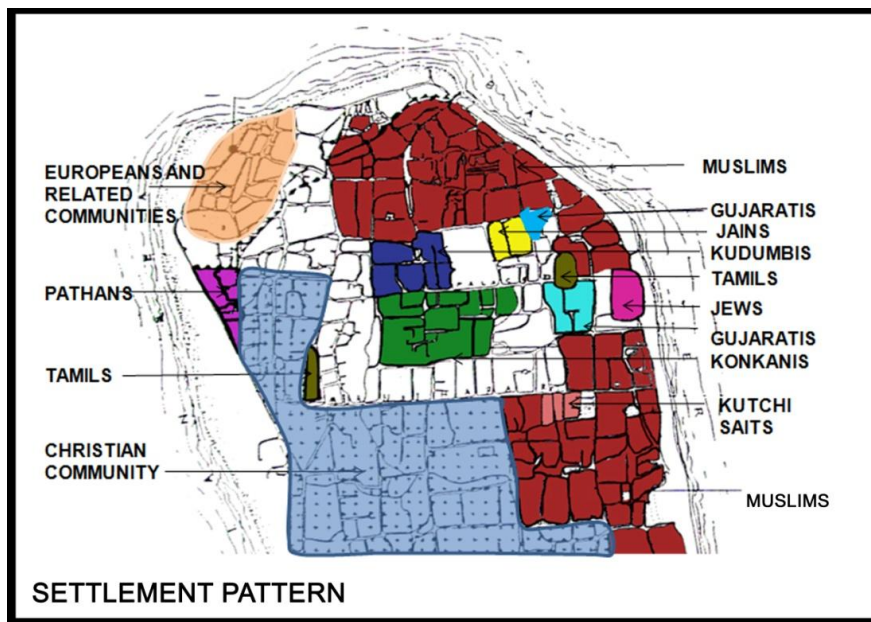 EUROPEANS AND
RELATED
COMMUNITIES
PATHANS
TAMILS
CHRISTIAN
COMMUNITY
MUSLIMS
GUJARATIS
JAINS
KUDUMBIS
TAMILS
JEWS
GUJARATIS
KONKANIS
KUTCHI
SAITS
MUSLIMS
SETTLEMENT PATTERN